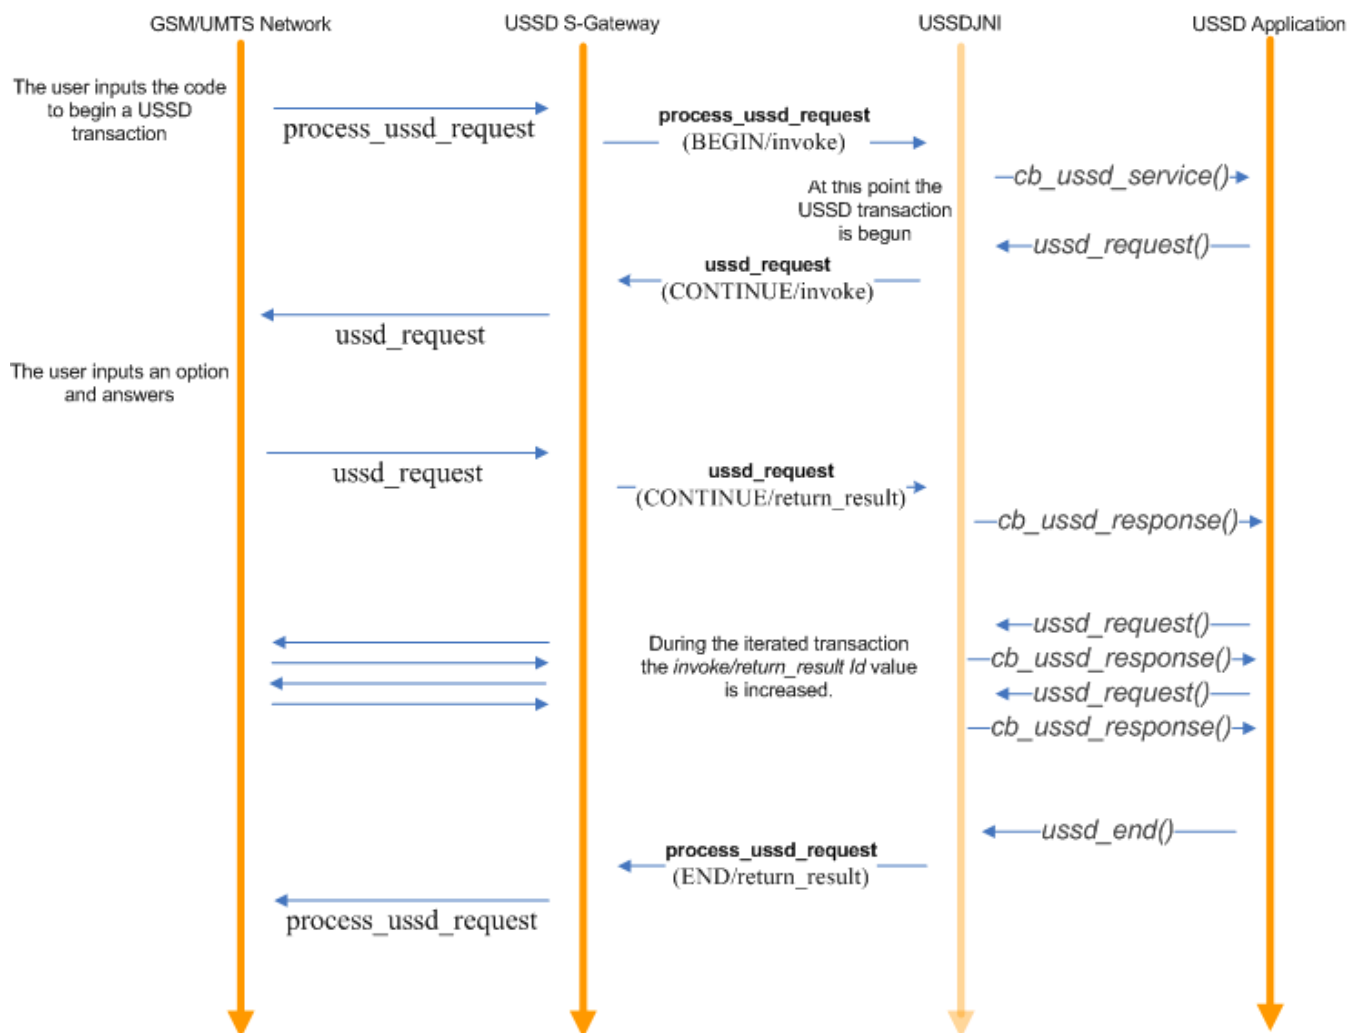 GSM/UMTS Network
USSD S-Gateway
USSDJNI
USSD Application
The user inputs the code
to begin a USSD
transaction
process_ussd_request
process_ussd_request
(BEGIN/invoke)
cb_ussd_service()
At this point the
USSD transaction
is begun
ussd_request()
ussd_request
(CONTINUE/invoke)
ussd_request
The user inputs an option
and answers
ussd_request
ussd_request
(CONTINUE/return_result)
cb_ussd_response()
ussd_request()
During the iterated transaction
the invoke/return_result Id value
is increased.
cb_ussd_response()
ussd_request()
cb_ussd_response()
ussd_end()
process_ussd_request
(END/return_result)
process_ussd_request